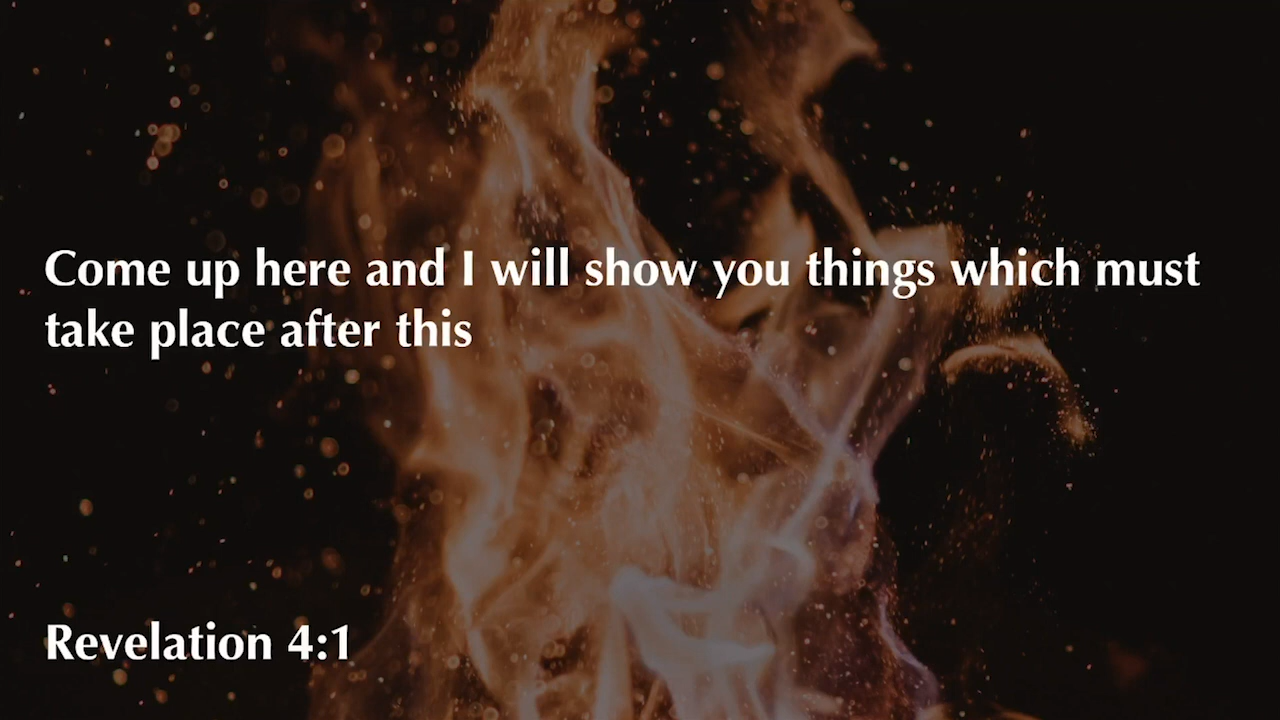 Come up here and I will show you things which must
take place after this
Revelation 4:1